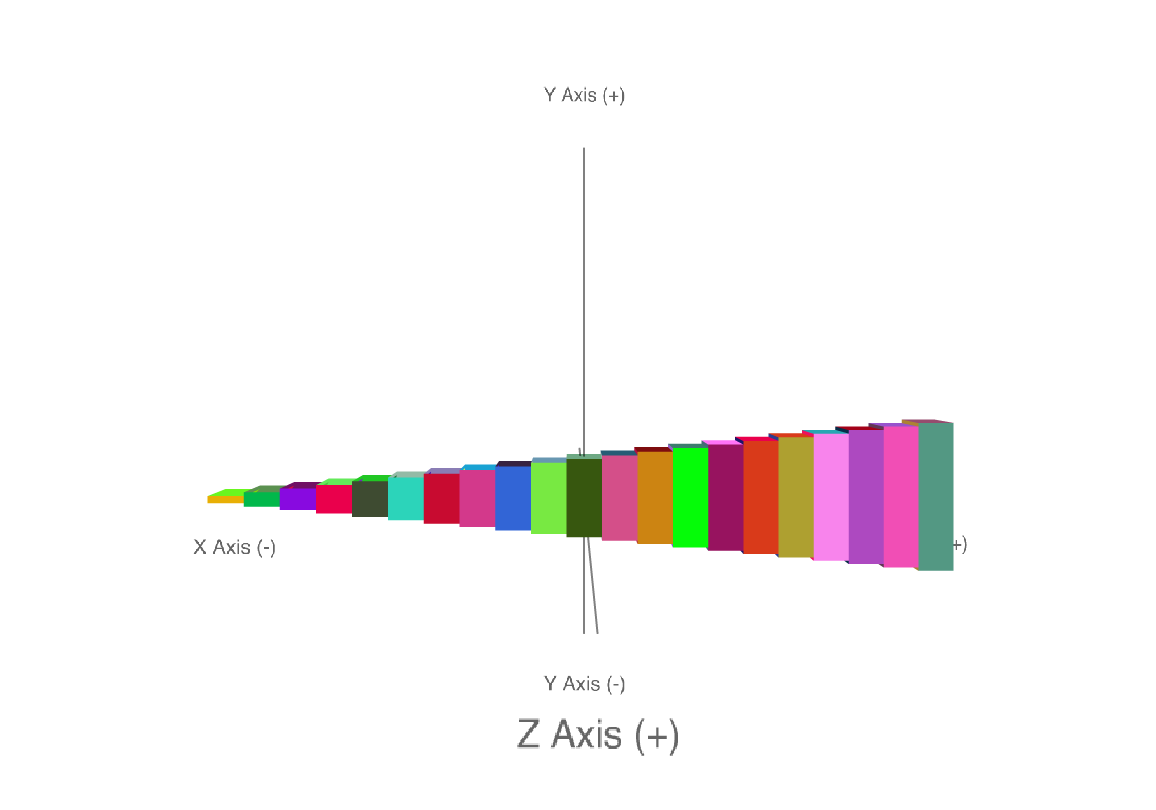 Y Axis (+)
X Axis (-)
+)
Y Axis (-)
Z Axis (+)